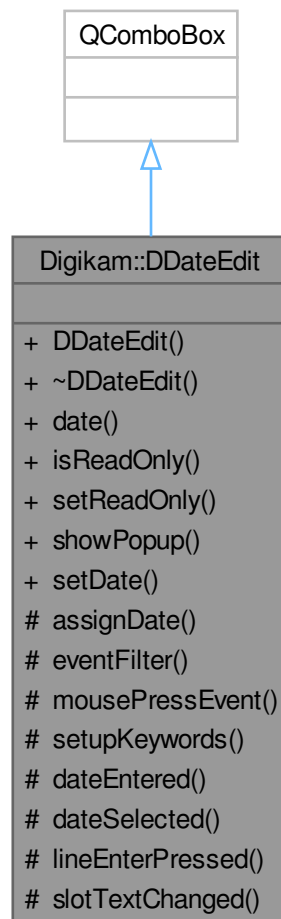 QComboBox
Digikam::DDateEdit
+ DDateEdit()
+ ~DDateEdit()
+ date()
+ isReadOnly()
+ setReadOnly()
+ showPopup()
+ setDate()
# assignDate()
# eventFilter()
# mousePressEvent()
# setupKeywords()
# dateEntered()
# dateSelected()
# lineEnterPressed()
# slotTextChanged()